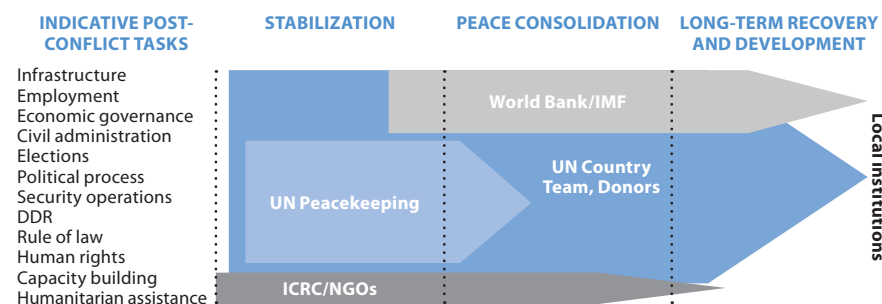 INDICATIVE POST-
CONFLICT TASKS
STABILIZATION
PEACE CONSOLIDATION
LONG-TERM RECOVERY
AND DEVELOPMENT
Infrastructure
Employment
Economic governance
Civil administration
Elections
Political process
Security operations
DDR
Rule of law
Human rights
Capacity building
Humanitarian assistance
World Bank/IMF
UN Country
Team, Donors
UN Peacekeeping
ICRC/NGOs
Local institutions